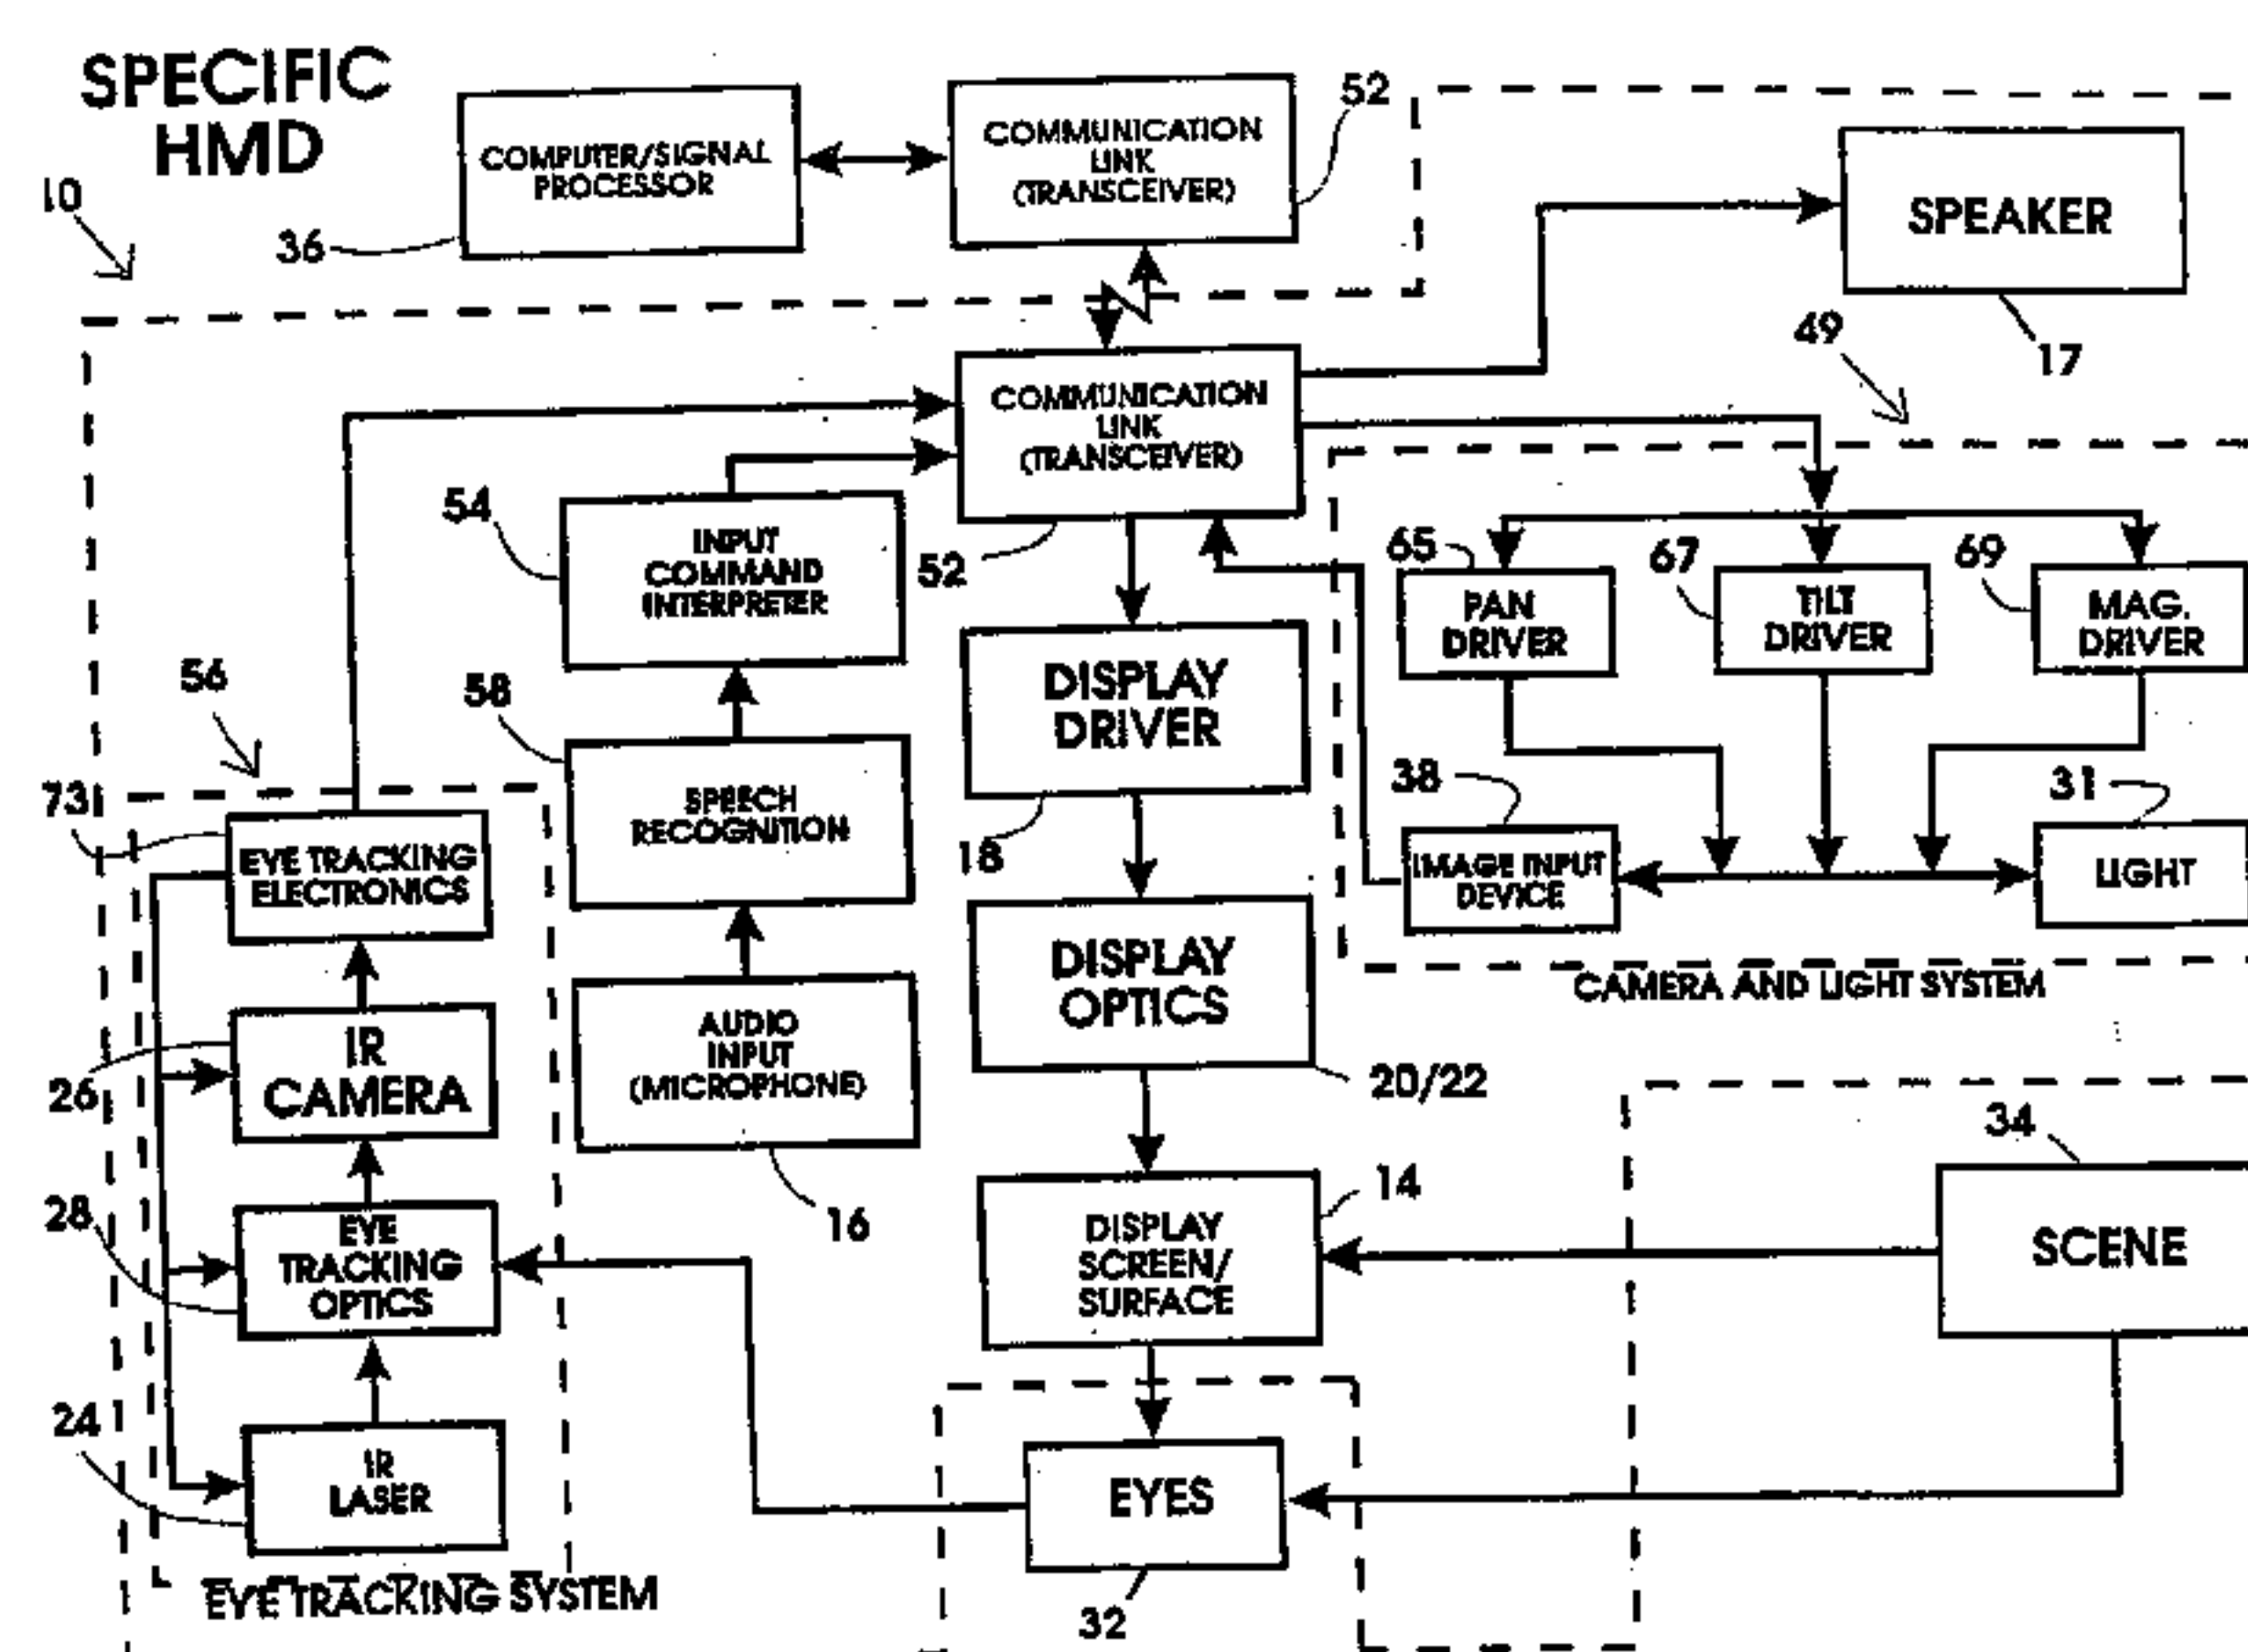 SPECIFIC
HMD
10
COMPUTER/SIGNAL
PROCESSOR
36
COMMUNICATION
LINK
(TRANSCEIVER)
52
SPEAKER
17
49
COMMUNICATION
LINK
(TRANSCEIVER)
52
54
INPUT
COMMAND
INTERPRETER
65
PAN
DRIVER
67
TILT
DRIVER
69
MAG.
DRIVER
56
58
SPEECH
RECOGNITION
DISPLAY
DRIVER
18
38
IMAGE INPUT
DEVICE
31
LIGHT
CAMERA AND LIGHT SYSTEM
73
EYE TRACKING
ELECTRONICS
DISPLAY
OPTICS
20/22
AUDIO
INPUT
(MICROPHONE)
16
IR
CAMERA
26
34
SCENE
14
DISPLAY
SCREEN/
SURFACE
28
EYE
TRACKING
OPTICS
24
IR
LASER
EYES
32
EYE TRACKING SYSTEM